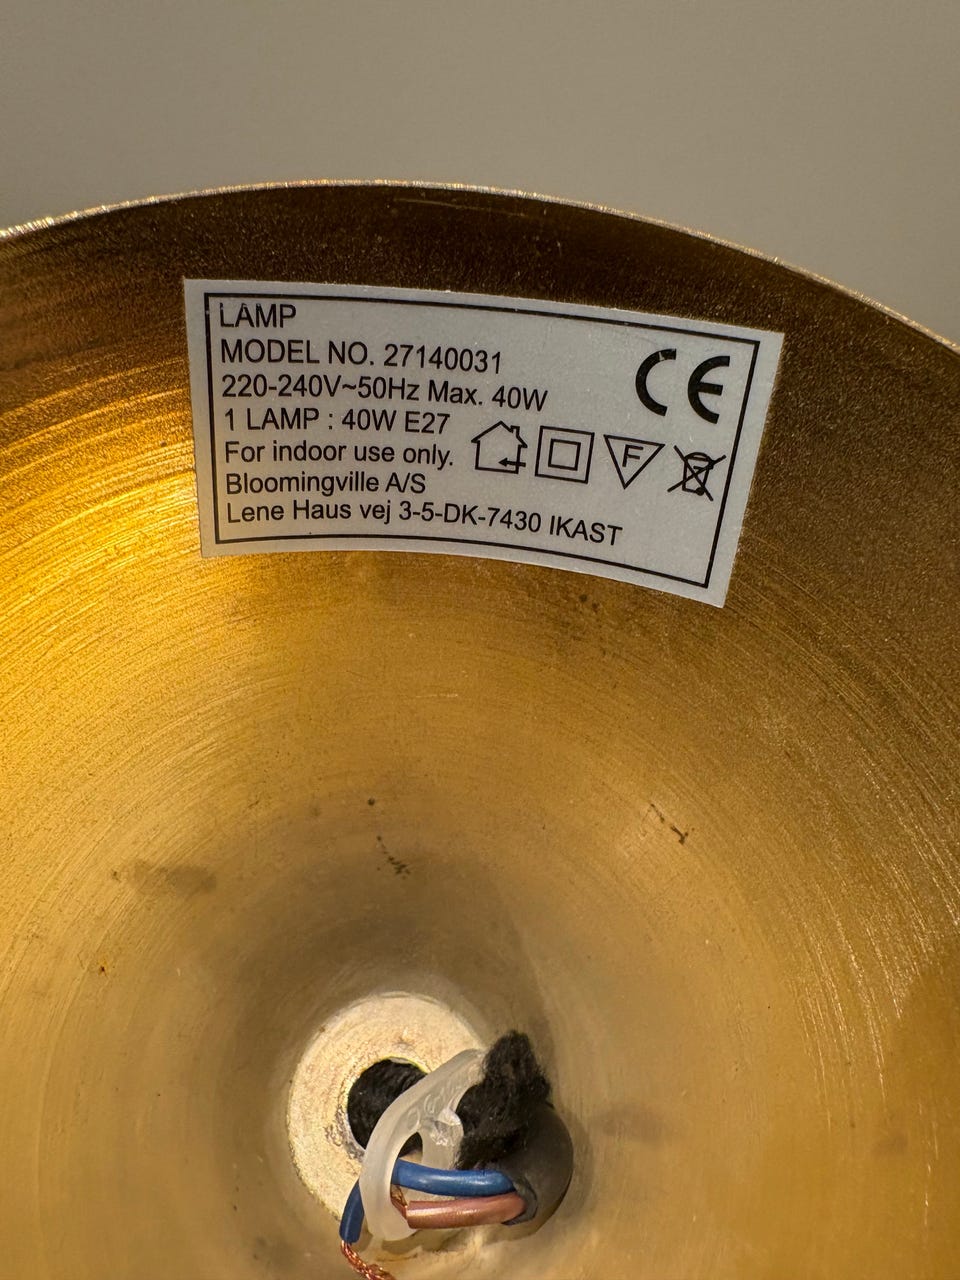 LAMP
MODEL NO. 27140031
220-240V~50Hz Max. 40W
1 LAMP : 40W E27
For indoor use only.
Bloomingville A/S
Lene Haus vej 3-5-DK-7430 IKAST
CE
F